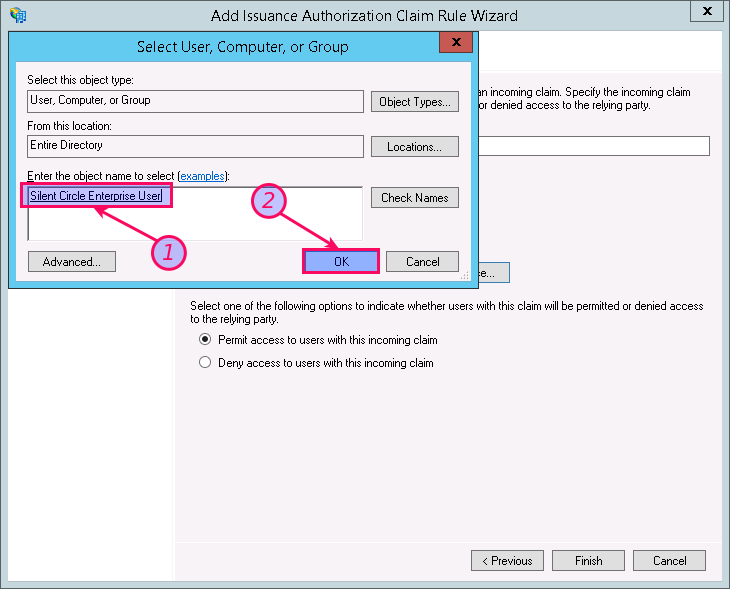 Add Issuance Authorization Claim Rule Wizard
X
Select User, Computer, or Group
X
Select this object type:
User, Computer, or Group
Object Types...
From this location:
Entire Directory
Locations...
Enter the object name to select (examples):
Silent Circle Enterprise User
Check Names
1
2
Advanced...
OK
Cancel
an incoming claim. Specify the incoming claim
or denied access to the relying party.
ce...
Select one of the following options to indicate whether users with this claim will be permitted or denied access
to the relying party.
Permit access to users with this incoming claim
Deny access to users with this incoming claim
< Previous
Finish
Cancel